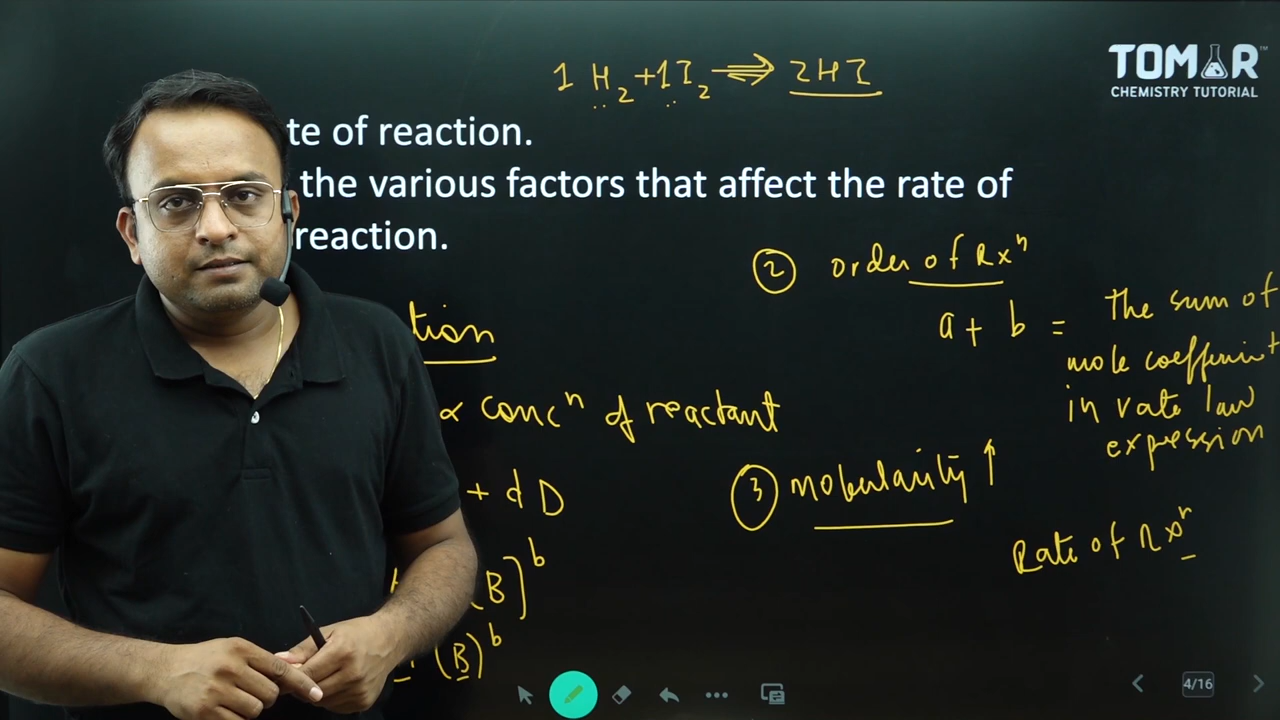 1 H2 + 1 I2 ⇌ 2HI
TOMAR™
CHEMISTRY TUTORIAL
te of reaction.
the various factors that affect the rate of
reaction.
② order of Rxⁿ
a + b = The sum of
mole coefficient
in rate law
expression
tion
∝ concⁿ of reactant
+ d D
(B]^b
(B)^b
③ molecularity ↑
Rate of Rxⁿ
4/16